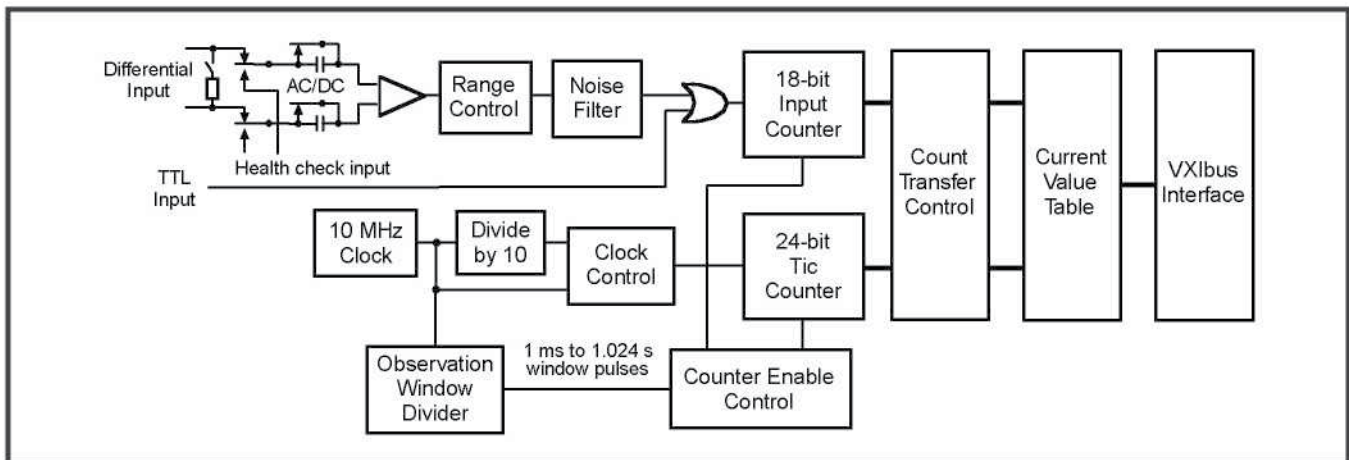 Differential
Input
AC/DC
Range
Control
Noise
Filter
18-bit
Input
Counter
Health check input
TTL
Input
Count
Transfer
Control
Current
Value
Table
VXIbus
Interface
10 MHz
Clock
Divide
by 10
Clock
Control
24-bit
Tic
Counter
Observation
Window
Divider
1 ms to 1.024 s
window pulses
Counter Enable
Control